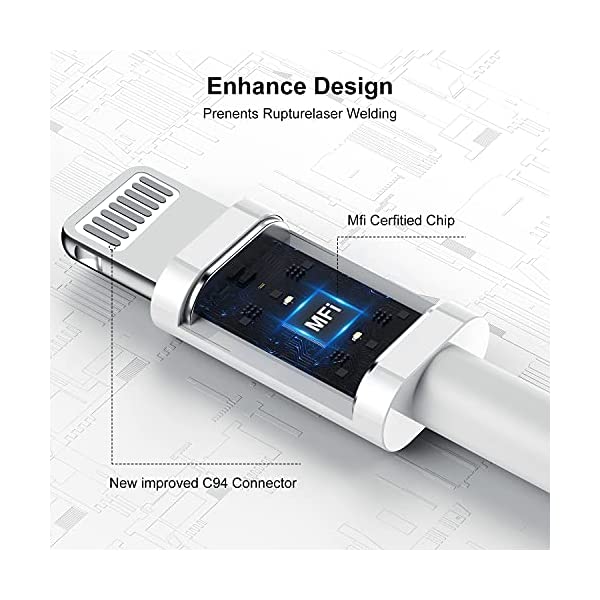 Enhance Design
Prenents Rupturelaser Welding
Mfi Cerfitied Chip
MFi
New improved C94 Connector